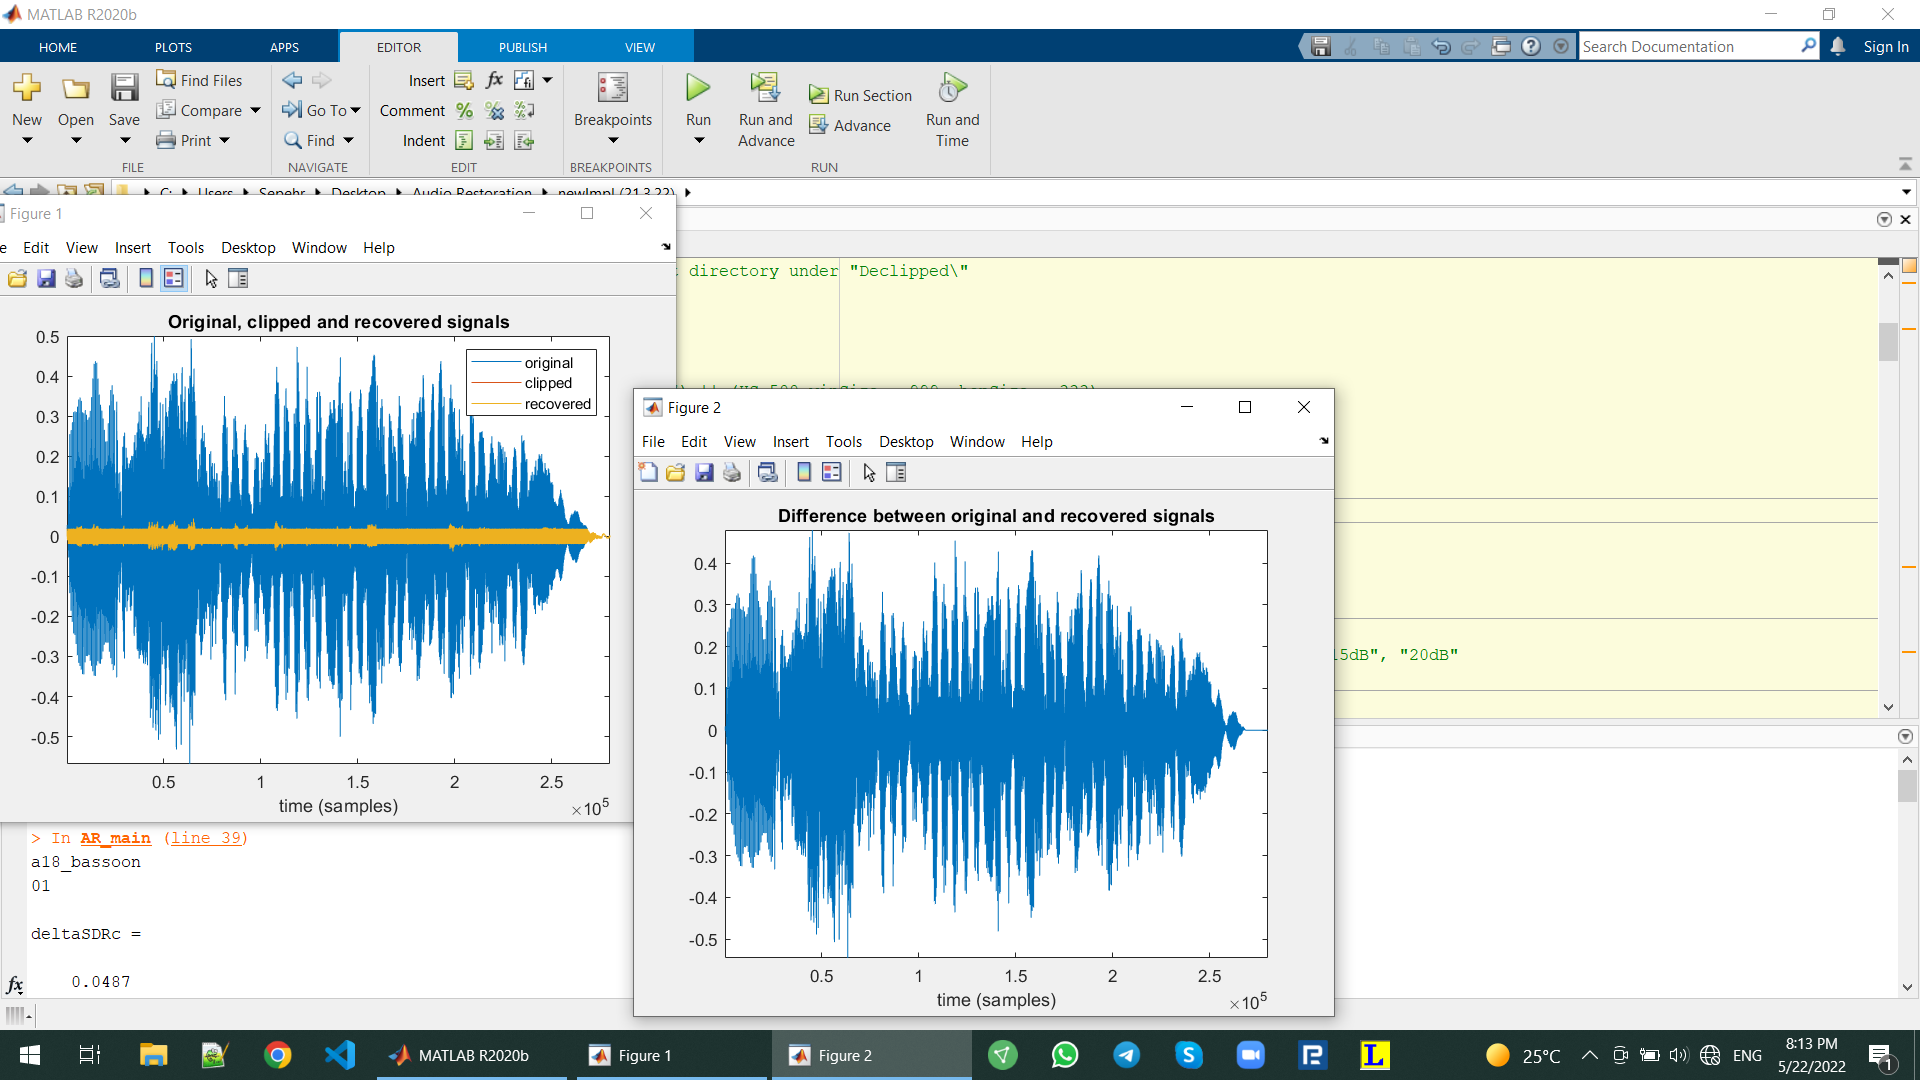 MATLAB R2020b
HOME PLOTS APPS EDITOR PUBLISH VIEW
Search Documentation
Sign In
New
Open
Save
Find Files
Compare
Print
FILE
Go To
Find
NAVIGATE
Insert
Comment
Indent
EDIT
Breakpoints
BREAKPOINTS
Run
Run and Advance
Run Section
Advance
Run and Time
RUN
C: Users Sepehr Desktop Audio Restoration newImpl (21.3.22)
Figure 1
e Edit View Insert Tools Desktop Window Help
Original, clipped and recovered signals
original
clipped
recovered
0.5
0.4
0.3
0.2
0.1
0
-0.1
-0.2
-0.3
-0.4
-0.5
0.5 1 1.5 2 2.5
time (samples)
×10⁵
directory under "Declipped\"
15dB", "20dB"
Figure 2
File Edit View Insert Tools Desktop Window Help
Difference between original and recovered signals
0.4
0.3
0.2
0.1
0
-0.1
-0.2
-0.3
-0.4
-0.5
0.5 1 1.5 2 2.5
time (samples)
×10⁵
> In AR_main (line 39)
a18_bassoon
01
deltaSDRc =
0.0487
fx
MATLAB R2020b
Figure 1
Figure 2
25°C
ENG
8:13 PM
5/22/2022
1